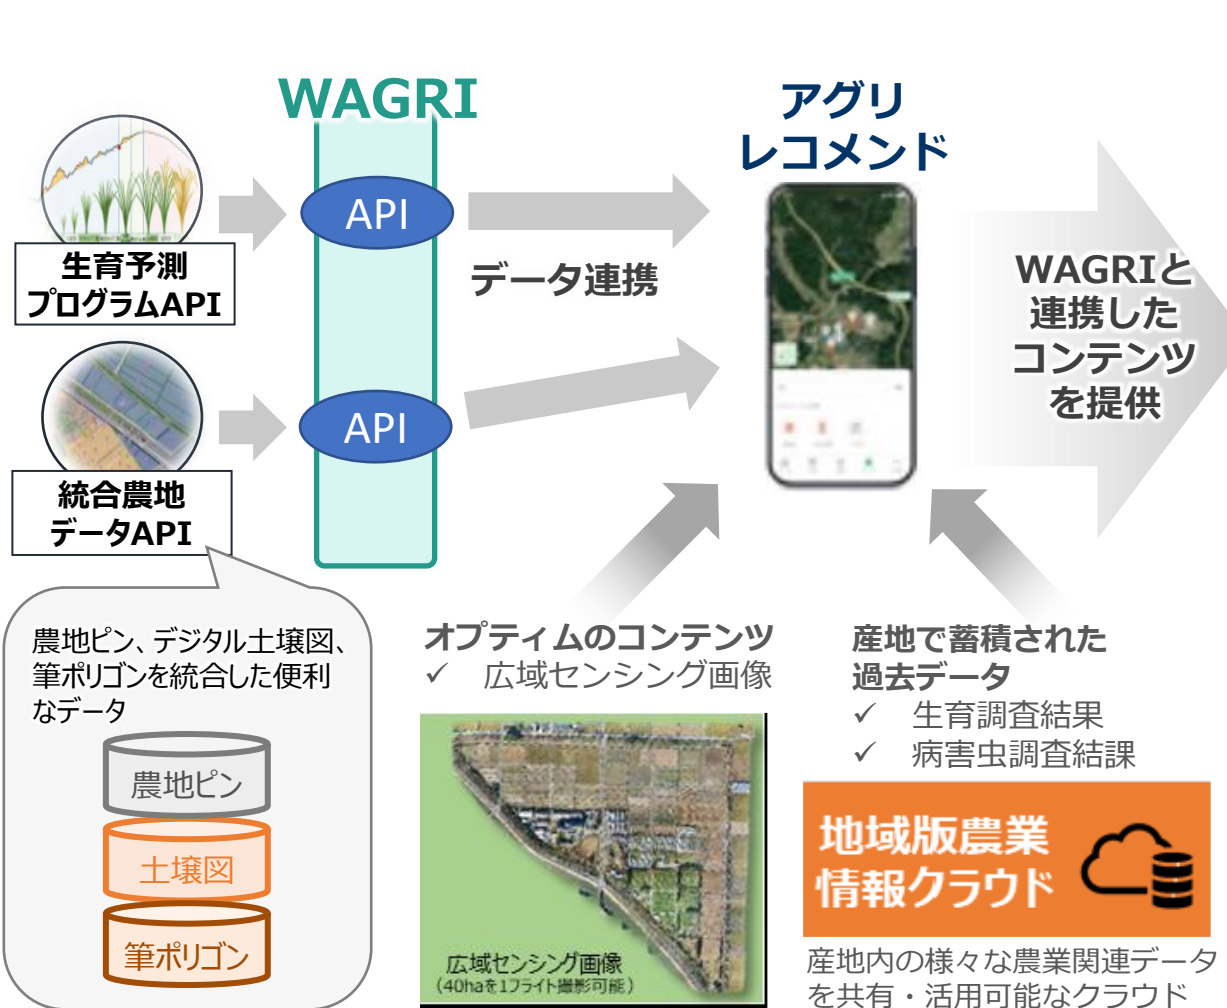 WAGRI
アグリ
レコメンド
API
生育予測
プログラムAPI
データ連携
WAGRIと
連携した
コンテンツ
を提供
API
統合農地
データAPI
農地ピン、デジタル土壌図、
筆ポリゴンを統合した便利
なデータ
農地ピン
土壌図
筆ポリゴン
オプティムのコンテンツ
✓ 広域センシング画像
広域センシング画像
(40haを1フライト撮影可能)
産地で蓄積された
過去データ
✓ 生育調査結果
✓ 病害虫調査結課
地域版農業
情報クラウド
産地内の様々な農業関連データ
を共有・活用可能なクラウド